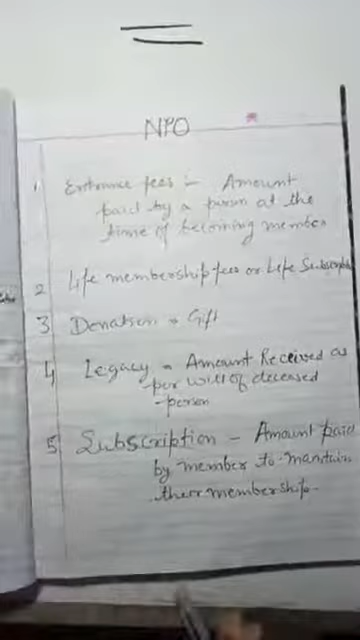 NPO
1 Entrance fees :- Amount
paid by a person at the
time of becoming member
2 Life membership fees or Life Subscrip
3 Donation = Gift
4 Legacy = Amount Received as
per will of deceased
person
5 Subscription - Amount paid
by member to maintain
their membership.